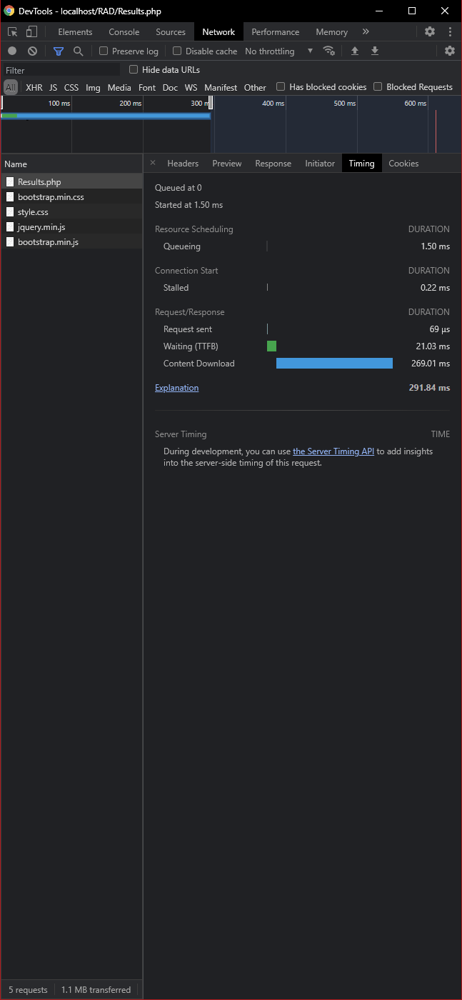 DevTools - localhost/RAD/Results.php
Elements Console Sources Network Performance Memory »
Preserve log Disable cache No throttling
Filter Hide data URLs
All XHR JS CSS Img Media Font Doc WS Manifest Other Has blocked cookies Blocked Requests
100 ms 200 ms 300 m 400 ms 500 ms 600 ms
Name
Results.php
bootstrap.min.css
style.css
jquery.min.js
bootstrap.min.js
× Headers Preview Response Initiator Timing Cookies
Queued at 0
Started at 1.50 ms
Resource Scheduling DURATION
Queueing 1.50 ms
Connection Start DURATION
Stalled 0.22 ms
Request/Response DURATION
Request sent 69 µs
Waiting (TTFB) 21.03 ms
Content Download 269.01 ms
Explanation 291.84 ms
Server Timing TIME
During development, you can use the Server Timing API to add insights
into the server-side timing of this request.
5 requests 1.1 MB transferred